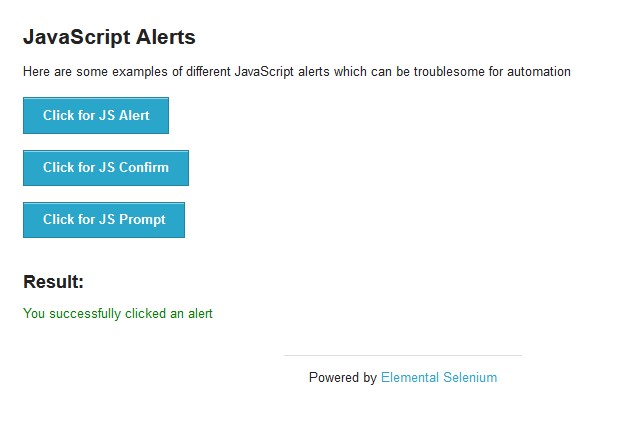 JavaScript Alerts
Here are some examples of different JavaScript alerts which can be troublesome for automation
Click for JS Alert
Click for JS Confirm
Click for JS Prompt
Result:
You successfully clicked an alert
Powered by Elemental Selenium